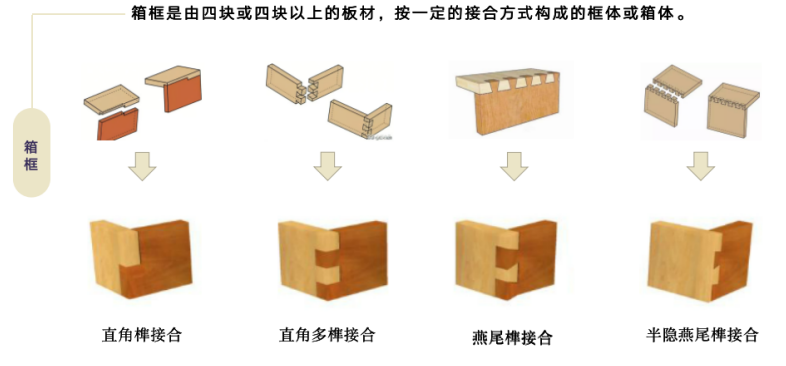 箱框是由四块或四块以上的板材，按一定的接合方式构成的框体或箱体。
箱
框
直角榫接合
直角多榫接合
燕尾榫接合
半隐燕尾榫接合